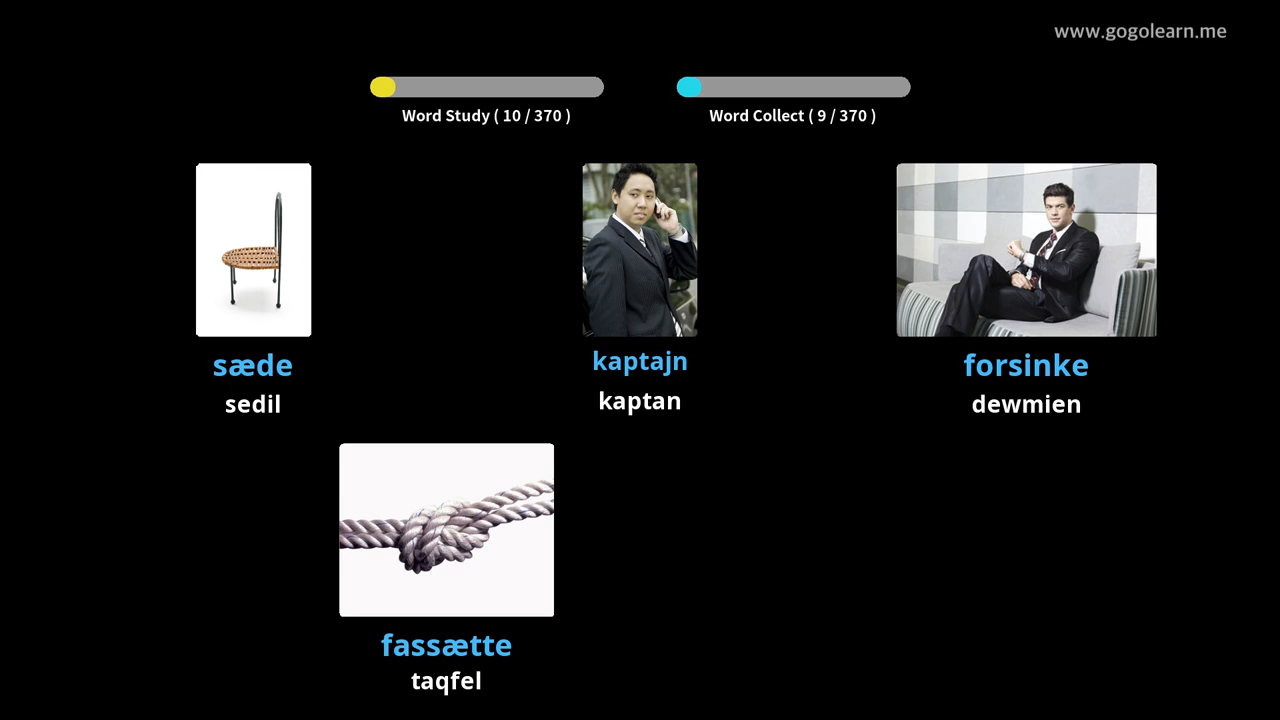 www.gogolearn.me
Word Study ( 10 / 370 )
Word Collect ( 9 / 370 )
sæde
sedil
kaptajn
kaptan
forsinke
dewmien
fassætte
taqfel